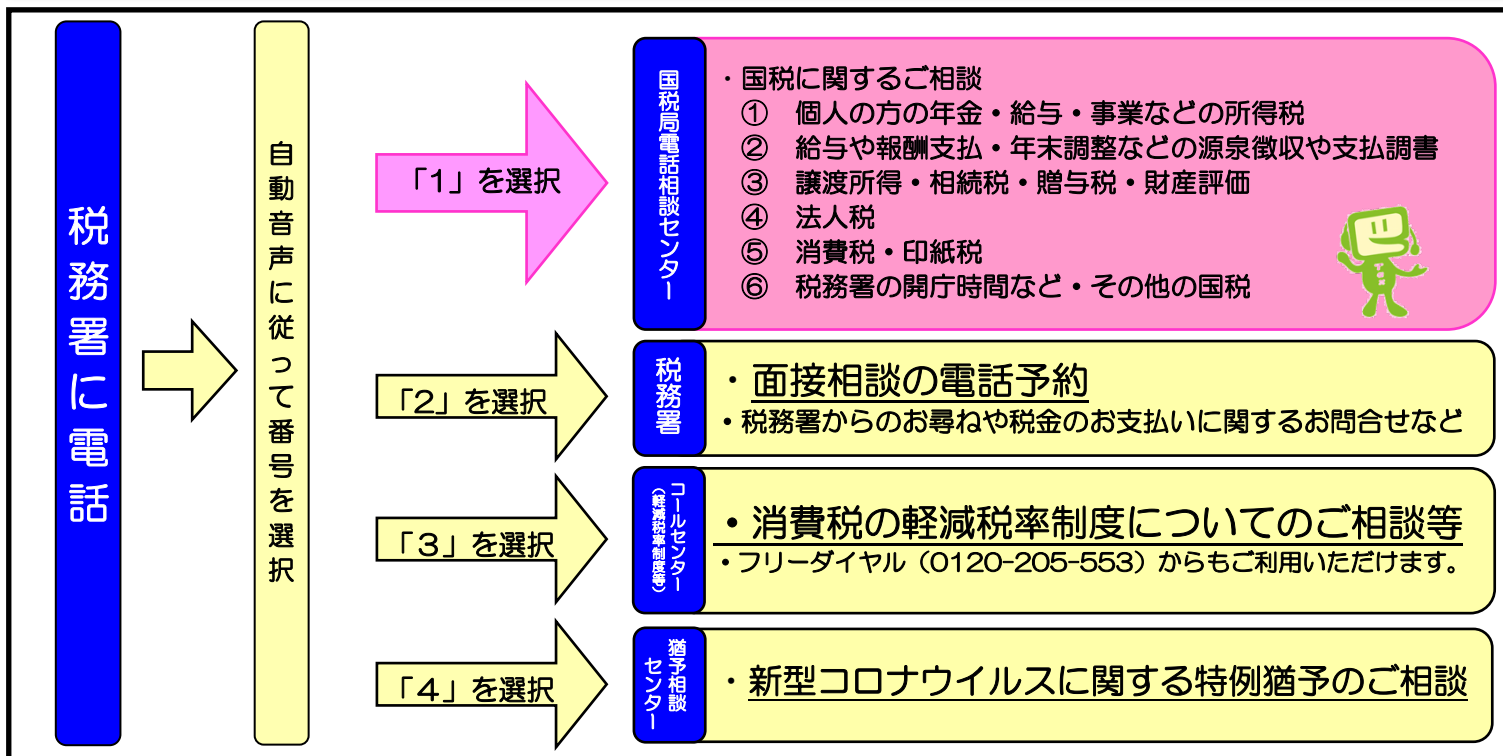 税務署に電話
自動音声に従って番号を選択
「1」を選択
国税局電話相談センター
・国税に関するご相談
① 個人の方の年金・給与・事業などの所得税
② 給与や報酬支払・年末調整などの源泉徴収や支払調書
③ 譲渡所得・相続税・贈与税・財産評価
④ 法人税
⑤ 消費税・印紙税
⑥ 税務署の開庁時間など・その他の国税
「2」を選択
税務署
・面接相談の電話予約
・税務署からのお尋ねや税金のお支払いに関するお問合せなど
「3」を選択
コールセンター
（軽減税率制度等）
・消費税の軽減税率制度についてのご相談等
・フリーダイヤル（0120-205-553）からもご利用いただけます。
「4」を選択
猶予相談
センター
・新型コロナウイルスに関する特例猶予のご相談